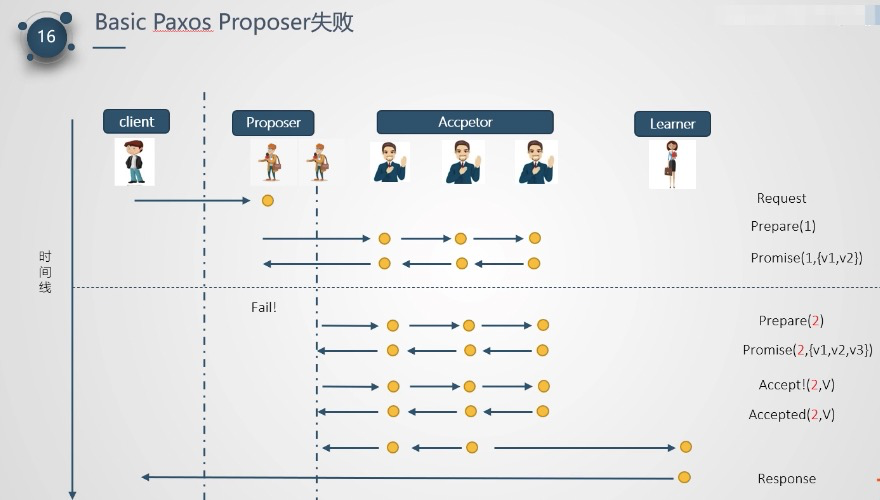 16
Basic Paxos Proposer失败
client
Proposer
Accpetor
Learner
Request
Prepare(1)
Promise(1,{v1,v2})
时间线
Fail!
Prepare(2)
Promise(2,{v1,v2,v3})
Accept!(2,V)
Accepted(2,V)
Response